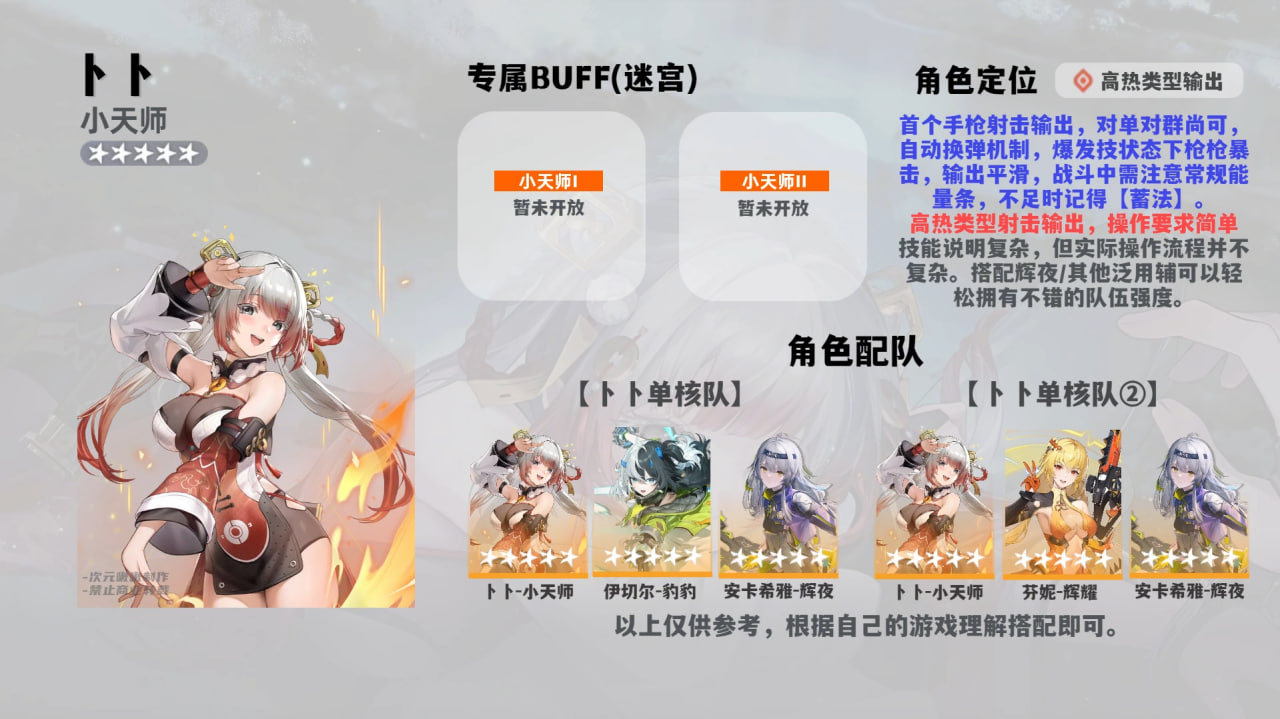 卜卜
小天师
专属BUFF(迷宫)
小天师I
暂未开放
小天师II
暂未开放
角色定位
高热类型输出
首个手枪射击输出，对单对群尚可，
自动换弹机制，爆发技状态下枪枪暴
击，输出平滑，战斗中需注意常规能
量条，不足时记得【蓄法】。
高热类型射击输出，操作要求简单
技能说明复杂，但实际操作流程并不
复杂。搭配辉夜/其他泛用辅可以轻
松拥有不错的队伍强度。
角色配队
【卜卜单核队】
卜卜-小天师
伊切尔-豹豹
安卡希雅-辉夜
【卜卜单核队②】
卜卜-小天师
芬妮-辉耀
安卡希雅-辉夜
以上仅供参考，根据自己的游戏理解搭配即可。
-次元
-禁止商